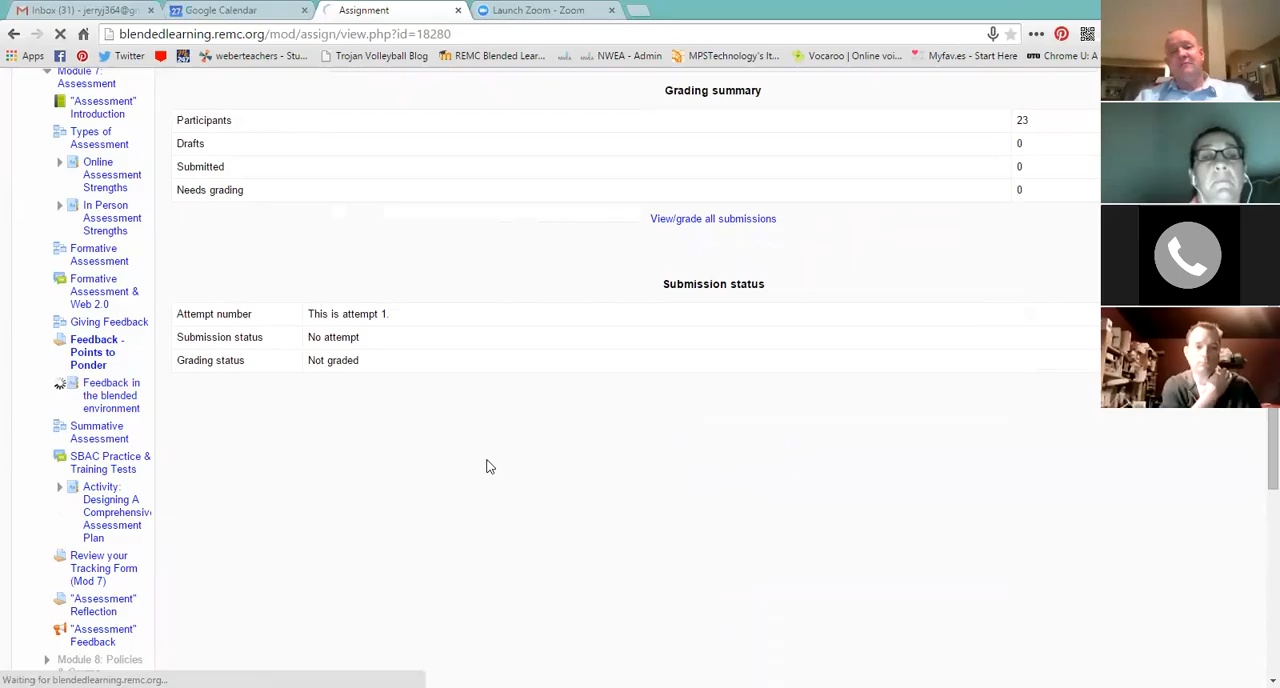 Inbox (31) - jerryj364@gn
Google Calendar
Assignment
Launch Zoom - Zoom
blendedlearning.remc.org/mod/assign/view.php?id=18280
Apps
Twitter
weberteachers - Stu...
Trojan Volleyball Blog
REMC Blended Lear...
NWEA - Admin
MPSTechnology's It...
Vocaroo | Online voi...
Myfav.es - Start Here
Chrome U: A
27
Module 7:
Assessment
"Assessment"
Introduction
Types of
Assessment
Online
Assessment
Strengths
In Person
Assessment
Strengths
Formative
Assessment
Formative
Assessment &
Web 2.0
Giving Feedback
Feedback -
Points to
Ponder
Feedback in
the blended
environment
Summative
Assessment
SBAC Practice &
Training Tests
Activity:
Designing A
Comprehensive
Assessment
Plan
Review your
Tracking Form
(Mod 7)
"Assessment"
Reflection
"Assessment"
Feedback
Module 8: Policies
Grading summary
Participants 23
Drafts 0
Submitted 0
Needs grading 0
View/grade all submissions
Submission status
Attempt number This is attempt 1.
Submission status No attempt
Grading status Not graded
Waiting for blendedlearning.remc.org...